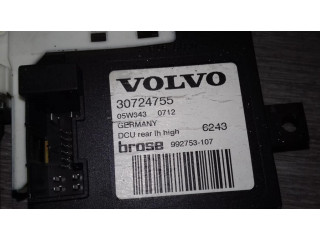 VOLVO
30724755
05W343 0712
GERMANY
DCU rear lh high 6243
brose 992753-107